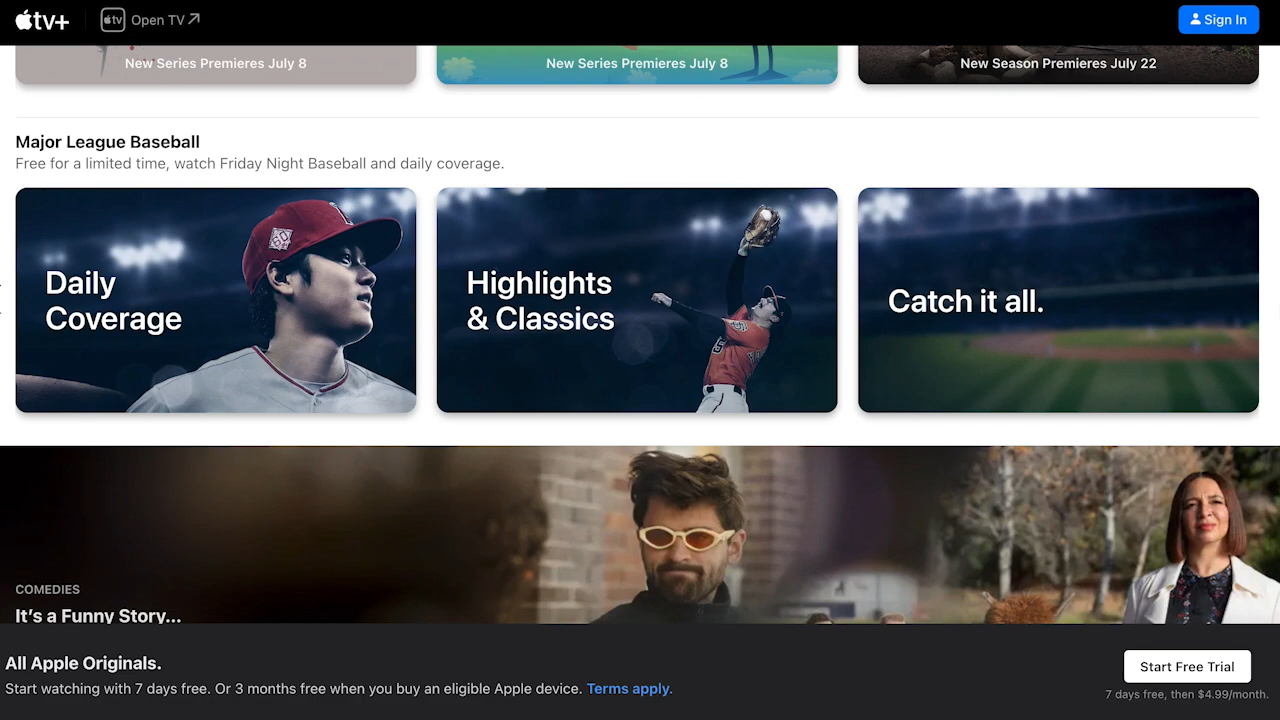 tv+
tv Open TV
Sign In
New Series Premieres July 8
New Series Premieres July 8
New Season Premieres July 22
Major League Baseball
Free for a limited time, watch Friday Night Baseball and daily coverage.
Daily
Coverage
Highlights
& Classics
Catch it all.
COMEDIES
It's a Funny Story...
All Apple Originals.
Start watching with 7 days free. Or 3 months free when you buy an eligible Apple device. Terms apply.
Start Free Trial
7 days free, then $4.99/month.